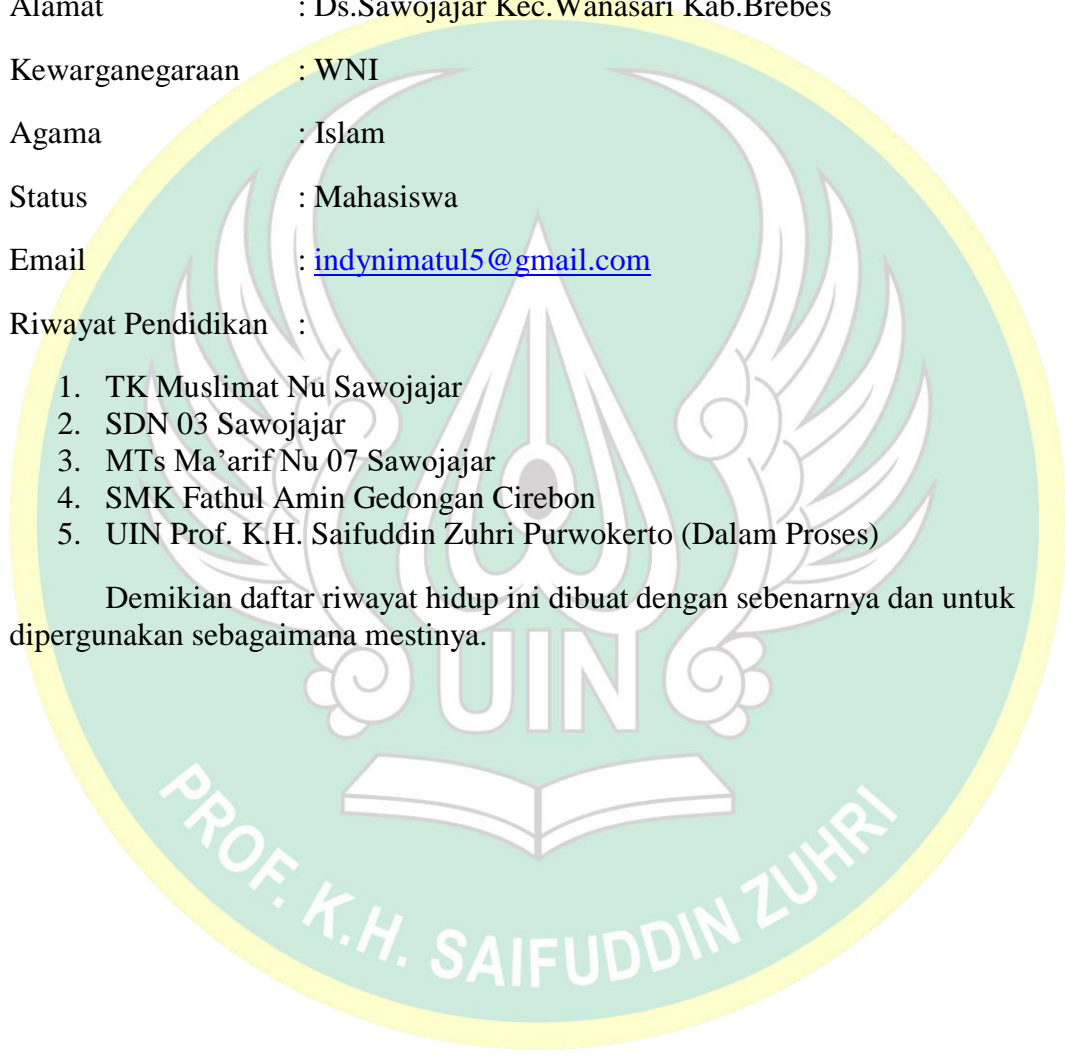 Alamat : Ds.Sawojajar Kec.Wanasari Kab.Brebes
Kewarganegaraan : WNI
Agama : Islam
Status : Mahasiswa
Email : indynimatul5@gmail.com
Riwayat Pendidikan :
1. TK Muslimat Nu Sawojajar
2. SDN 03 Sawojajar
3. MTs Ma’arif Nu 07 Sawojajar
4. SMK Fathul Amin Gedongan Cirebon
5. UIN Prof. K.H. Saifuddin Zuhri Purwokerto (Dalam Proses)
Demikian daftar riwayat hidup ini dibuat dengan sebenarnya dan untuk
dipergunakan sebagaimana mestinya.
UIN
PROF. K.H. SAIFUDDIN ZUHRI